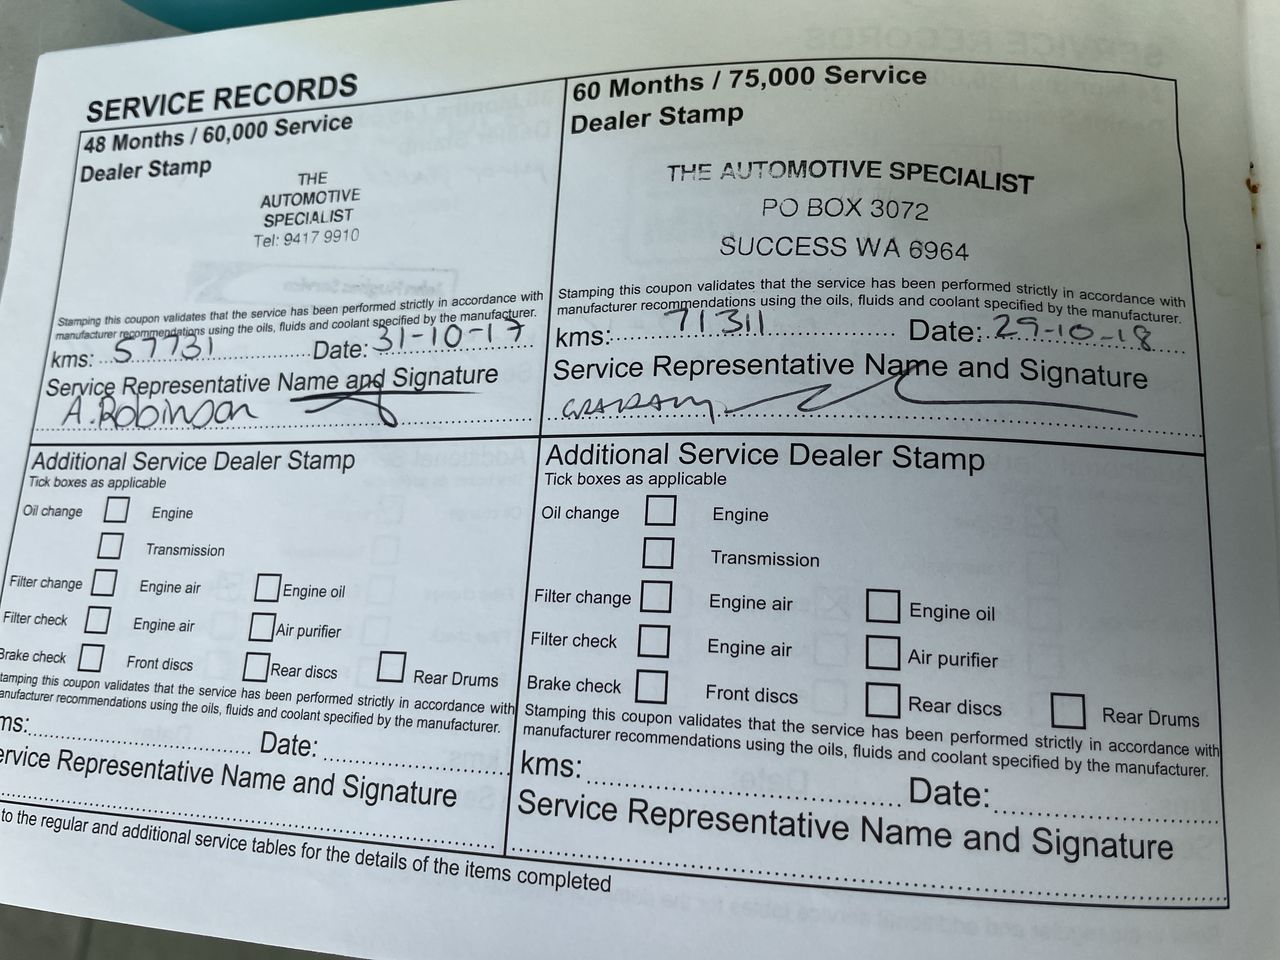 SERVICE RECORDS
48 Months / 60,000 Service
Dealer Stamp
THE
AUTOMOTIVE
SPECIALIST
Tel: 9417 9910
Stamping this coupon validates that the service has been performed strictly in accordance with
manufacturer recommendations using the oils, fluids and coolant specified by the manufacturer.
kms: 57731 Date: 31-10-17
Service Representative Name and Signature
A. Robinson
Additional Service Dealer Stamp
Tick boxes as applicable
Oil change Engine
Transmission
Filter change Engine air Engine oil
Filter check Engine air Air purifier
Brake check Front discs Rear discs Rear Drums
tamping this coupon validates that the service has been performed strictly in accordance with
anufacturer recommendations using the oils, fluids and coolant specified by the manufacturer.
ms: Date:
ervice Representative Name and Signature
60 Months / 75,000 Service
Dealer Stamp
THE AUTOMOTIVE SPECIALIST
PO BOX 3072
SUCCESS WA 6964
Stamping this coupon validates that the service has been performed strictly in accordance with
manufacturer recommendations using the oils, fluids and coolant specified by the manufacturer.
kms: 71311 Date: 29-10-18
Service Representative Name and Signature
Additional Service Dealer Stamp
Tick boxes as applicable
Oil change Engine
Transmission
Filter change Engine air Engine oil
Filter check Engine air Air purifier
Brake check Front discs Rear discs Rear Drums
Stamping this coupon validates that the service has been performed strictly in accordance with
manufacturer recommendations using the oils, fluids and coolant specified by the manufacturer.
kms: Date:
Service Representative Name and Signature
to the regular and additional service tables for the details of the items completed